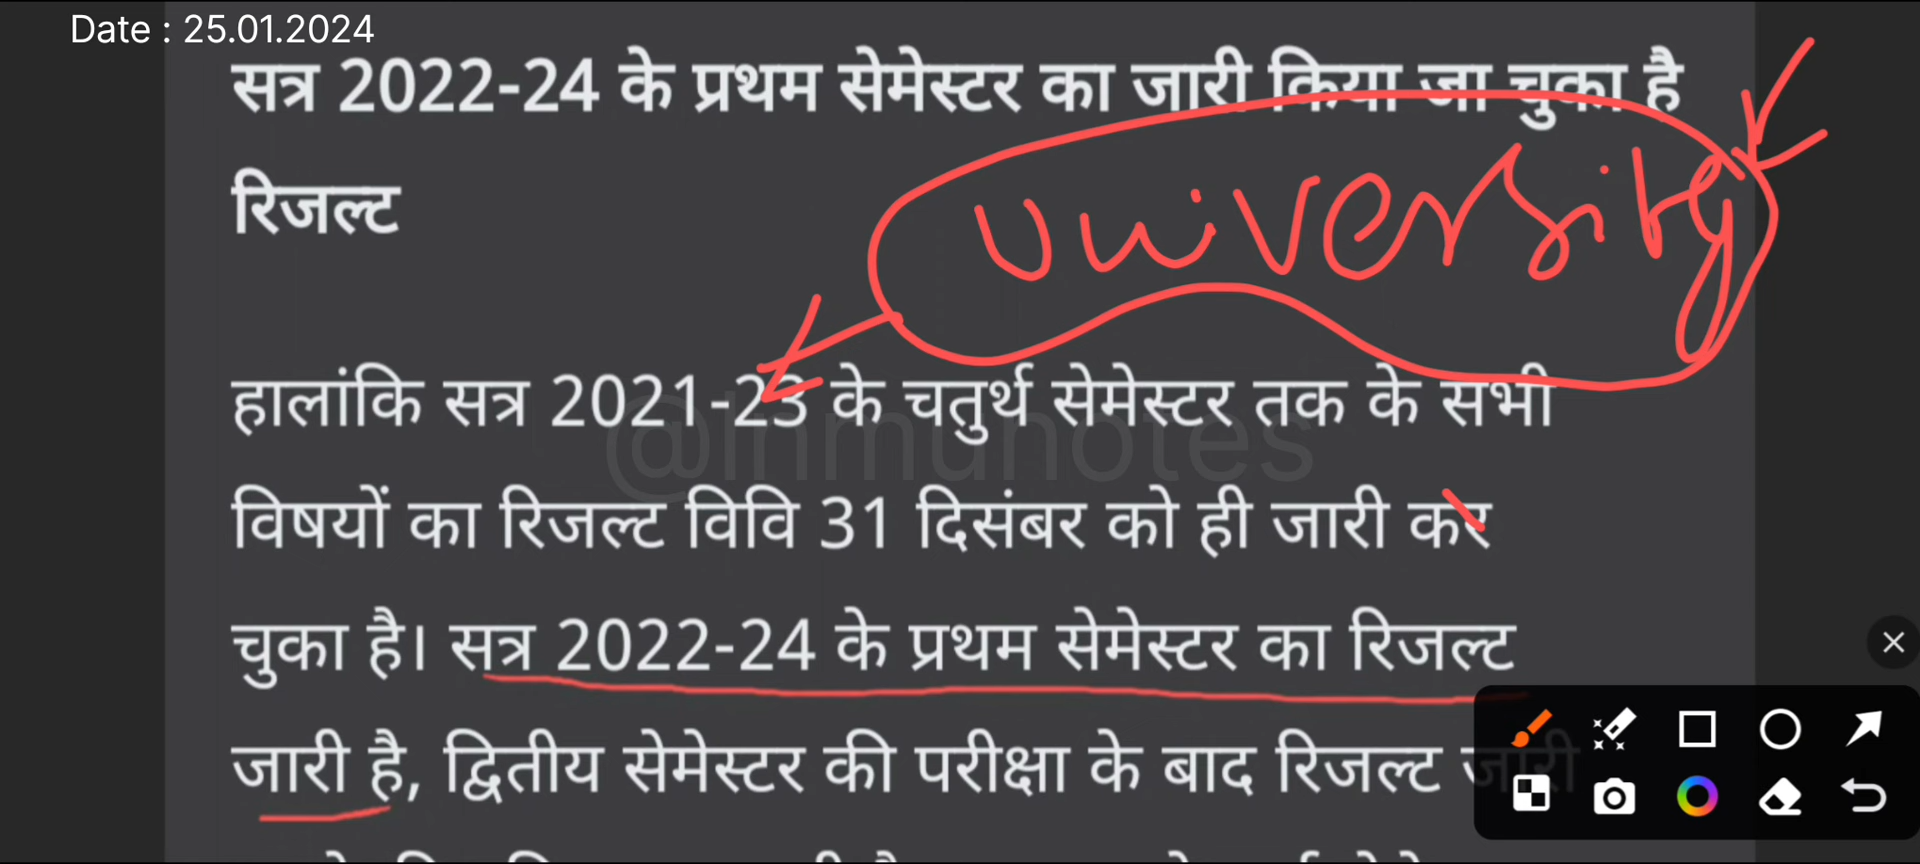 Date : 25.01.2024
सत्र 2022-24 के प्रथम सेमेस्टर का जारी किया जा चुका है
रिजल्ट
University
हालांकि सत्र 2021-23 के चतुर्थ सेमेस्टर तक के सभी
@lnmunotes
विषयों का रिजल्ट विवि 31 दिसंबर को ही जारी कर
चुका है। सत्र 2022-24 के प्रथम सेमेस्टर का रिजल्ट
जारी है, द्वितीय सेमेस्टर की परीक्षा के बाद रिजल्ट जारी